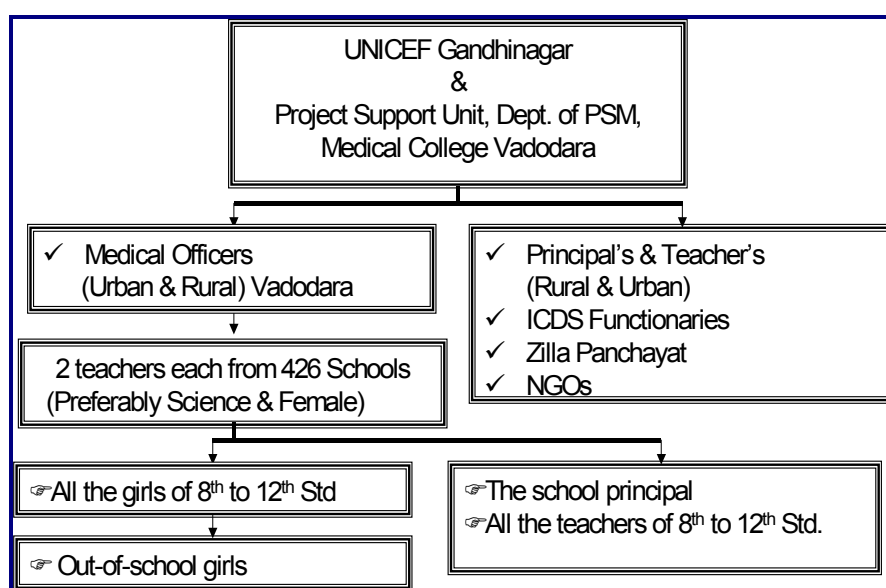 UNICEF Gandhinagar
&
Project Support Unit, Dept. of PSM,
Medical College Vadodara
✓ Medical Officers
(Urban & Rural) Vadodara
✓ Principal's & Teacher's
(Rural & Urban)
✓ ICDS Functionaries
✓ Zilla Panchayat
✓ NGOs
2 teachers each from 426 Schools
(Preferably Science & Female)
☞All the girls of 8th to 12th Std
☞The school principal
☞All the teachers of 8th to 12th Std.
☞ Out-of-school girls